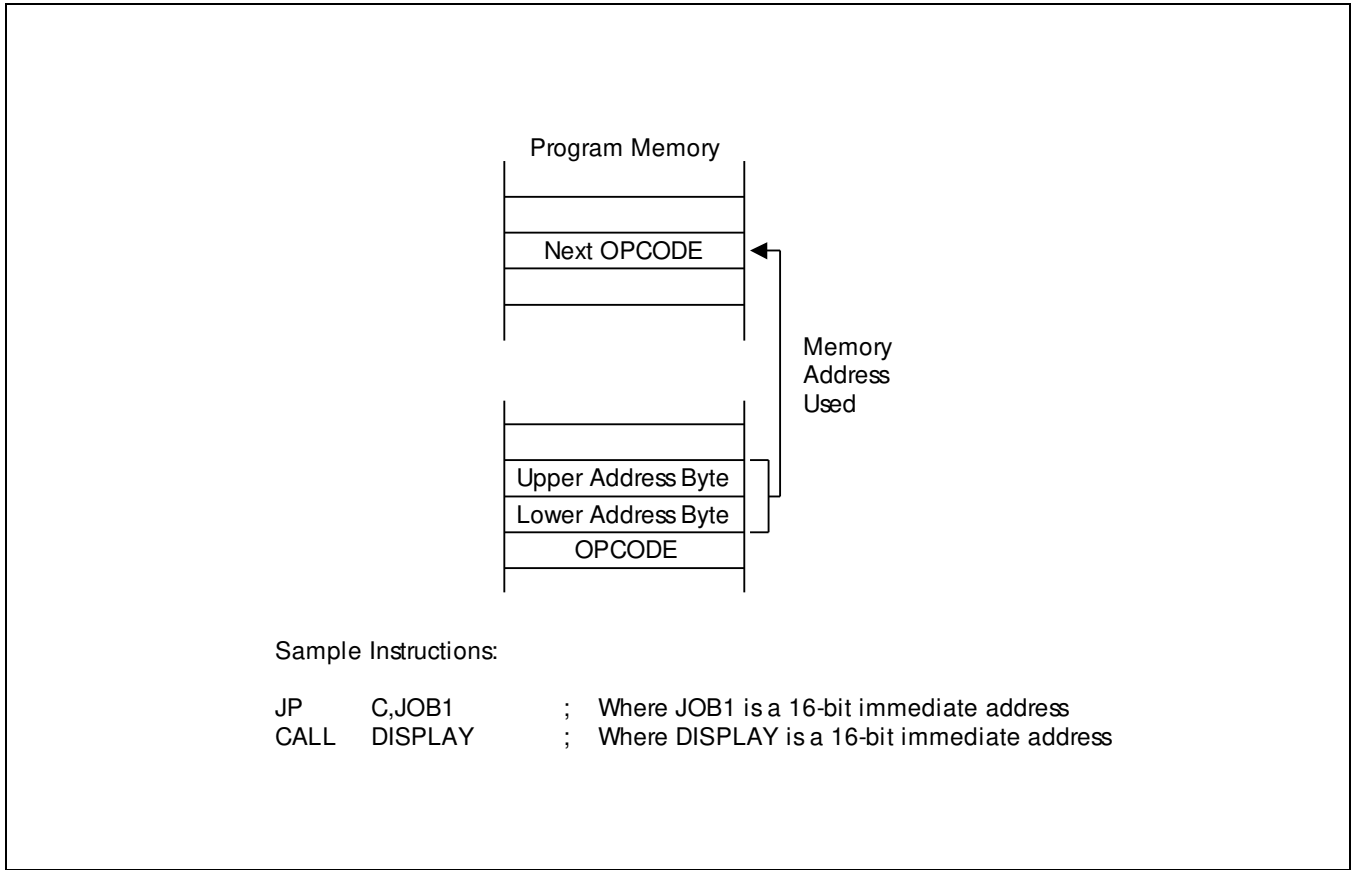 Program Memory
Next OPCODE
Memory
Address
Used
Upper Address Byte
Lower Address Byte
OPCODE
Sample Instructions:
JP C,JOB1 ; Where JOB1 is a 16-bit immediate address
CALL DISPLAY ; Where DISPLAY is a 16-bit immediate address